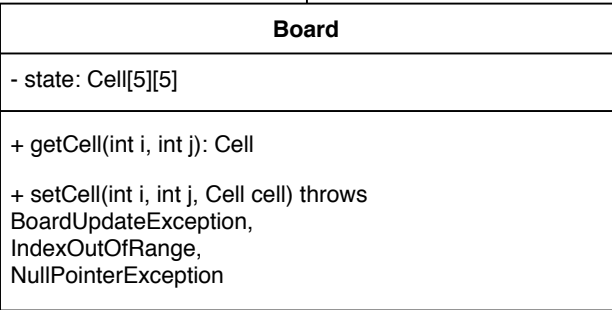 Board
- state: Cell[5][5]
+ getCell(int i, int j): Cell
+ setCell(int i, int j, Cell cell) throws
BoardUpdateException,
IndexOutOfRange,
NullPointerException